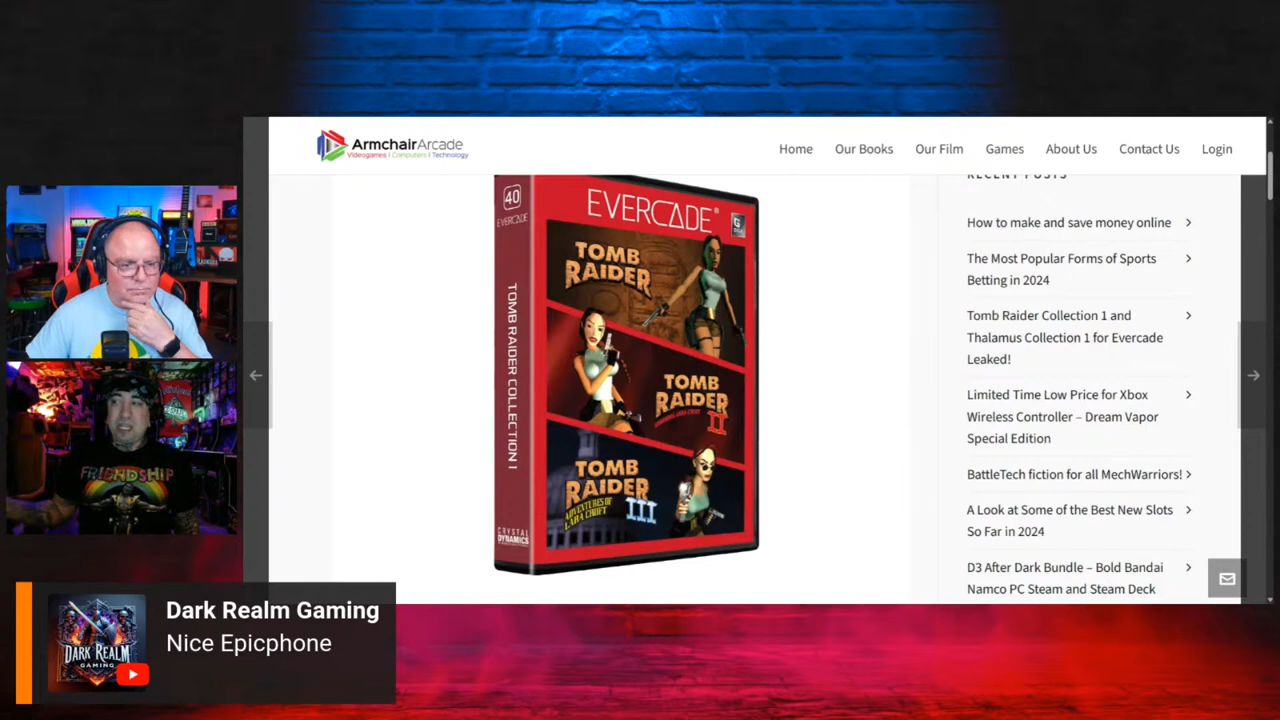 ArmchairArcade
Videogames | Computers | Technology
Home
Our Books
Our Film
Games
About Us
Contact Us
Login
RECENT POSTS
How to make and save money online
The Most Popular Forms of Sports
Betting in 2024
Tomb Raider Collection 1 and
Thalamus Collection 1 for Evercade
Leaked!
Limited Time Low Price for Xbox
Wireless Controller – Dream Vapor
Special Edition
BattleTech fiction for all MechWarriors!
A Look at Some of the Best New Slots
So Far in 2024
D3 After Dark Bundle – Bold Bandai
Namco PC Steam and Steam Deck
40
EVERCADE
TOMB RAIDER COLLECTION 1
CRYSTAL
DYNAMICS
EVERCADE®
G
TOMB
RAIDER
TOMB
RAIDER
II
TOMB
RAIDER
III
ADVENTURES OF
LARA CROFT
FRIENDSHIP
DARK REALM
GAMING
Dark Realm Gaming
Nice Epicphone